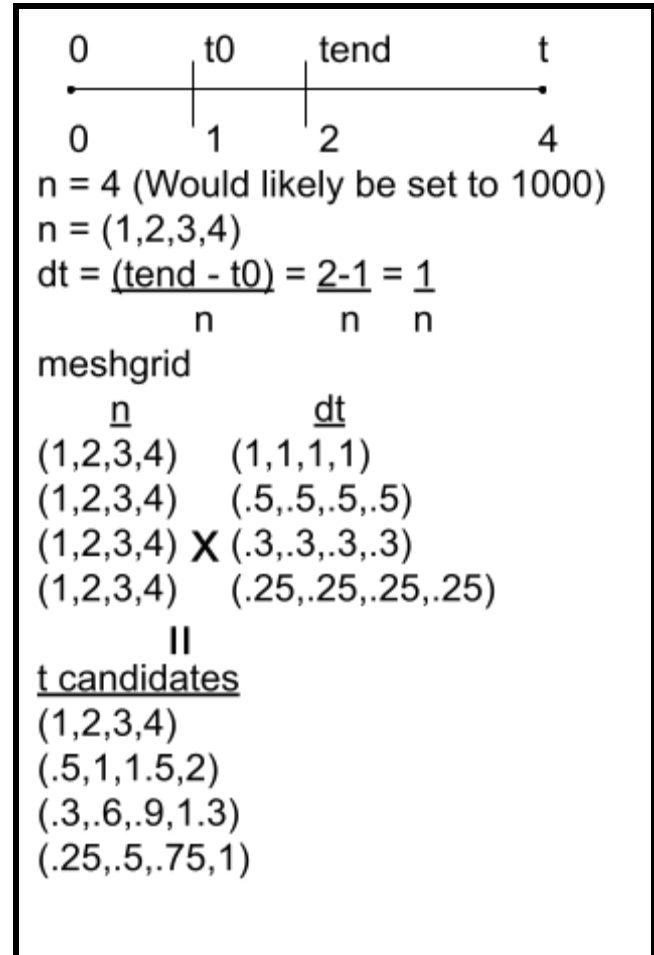 0 t0 tend t
0 1 2 4
n = 4 (Would likely be set to 1000)
n = (1,2,3,4)
dt = (tend - t0) = 2-1 = 1
n n n
meshgrid
n dt
(1,2,3,4) (1,1,1,1)
(1,2,3,4) (.5,.5,.5,.5)
(1,2,3,4) X (.3,.3,.3,.3)
(1,2,3,4) (.25,.25,.25,.25)
=
t candidates
(1,2,3,4)
(.5,1,1.5,2)
(.3,.6,.9,1.3)
(.25,.5,.75,1)